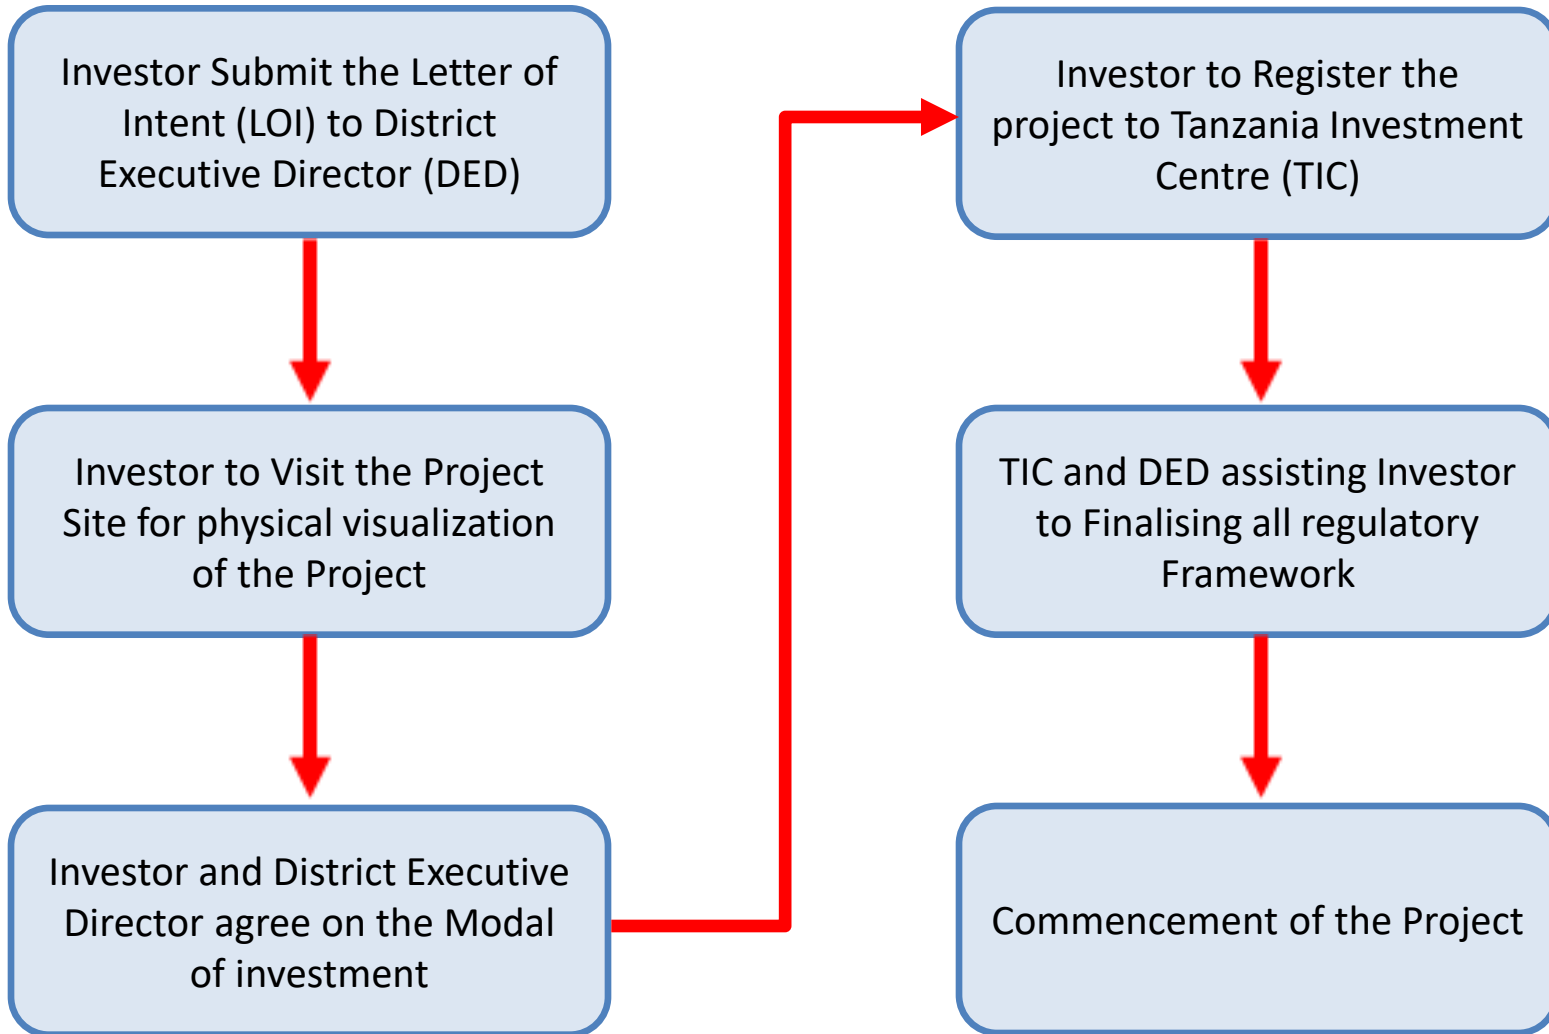 Investor Submit the Letter of
Intent (LOI) to District
Executive Director (DED)
Investor to Visit the Project
Site for physical visualization
of the Project
Investor and District Executive
Director agree on the Modal
of investment
Investor to Register the
project to Tanzania Investment
Centre (TIC)
TIC and DED assisting Investor
to Finalising all regulatory
Framework
Commencement of the Project